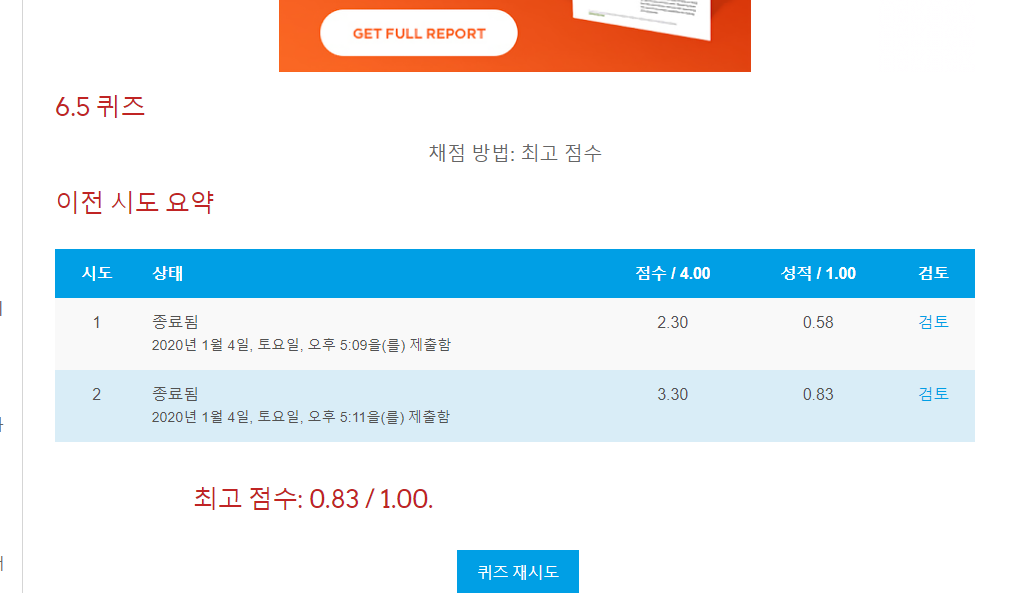 GET FULL REPORT
6.5 퀴즈
채점 방법: 최고 점수
이전 시도 요약
시도 상태 점수 / 4.00 성적 / 1.00 검토
1 종료됨 2.30 0.58 검토
2020년 1월 4일, 토요일, 오후 5:09을(를) 제출함
2 종료됨 3.30 0.83 검토
2020년 1월 4일, 토요일, 오후 5:11을(를) 제출함
최고 점수: 0.83 / 1.00.
퀴즈 재시도